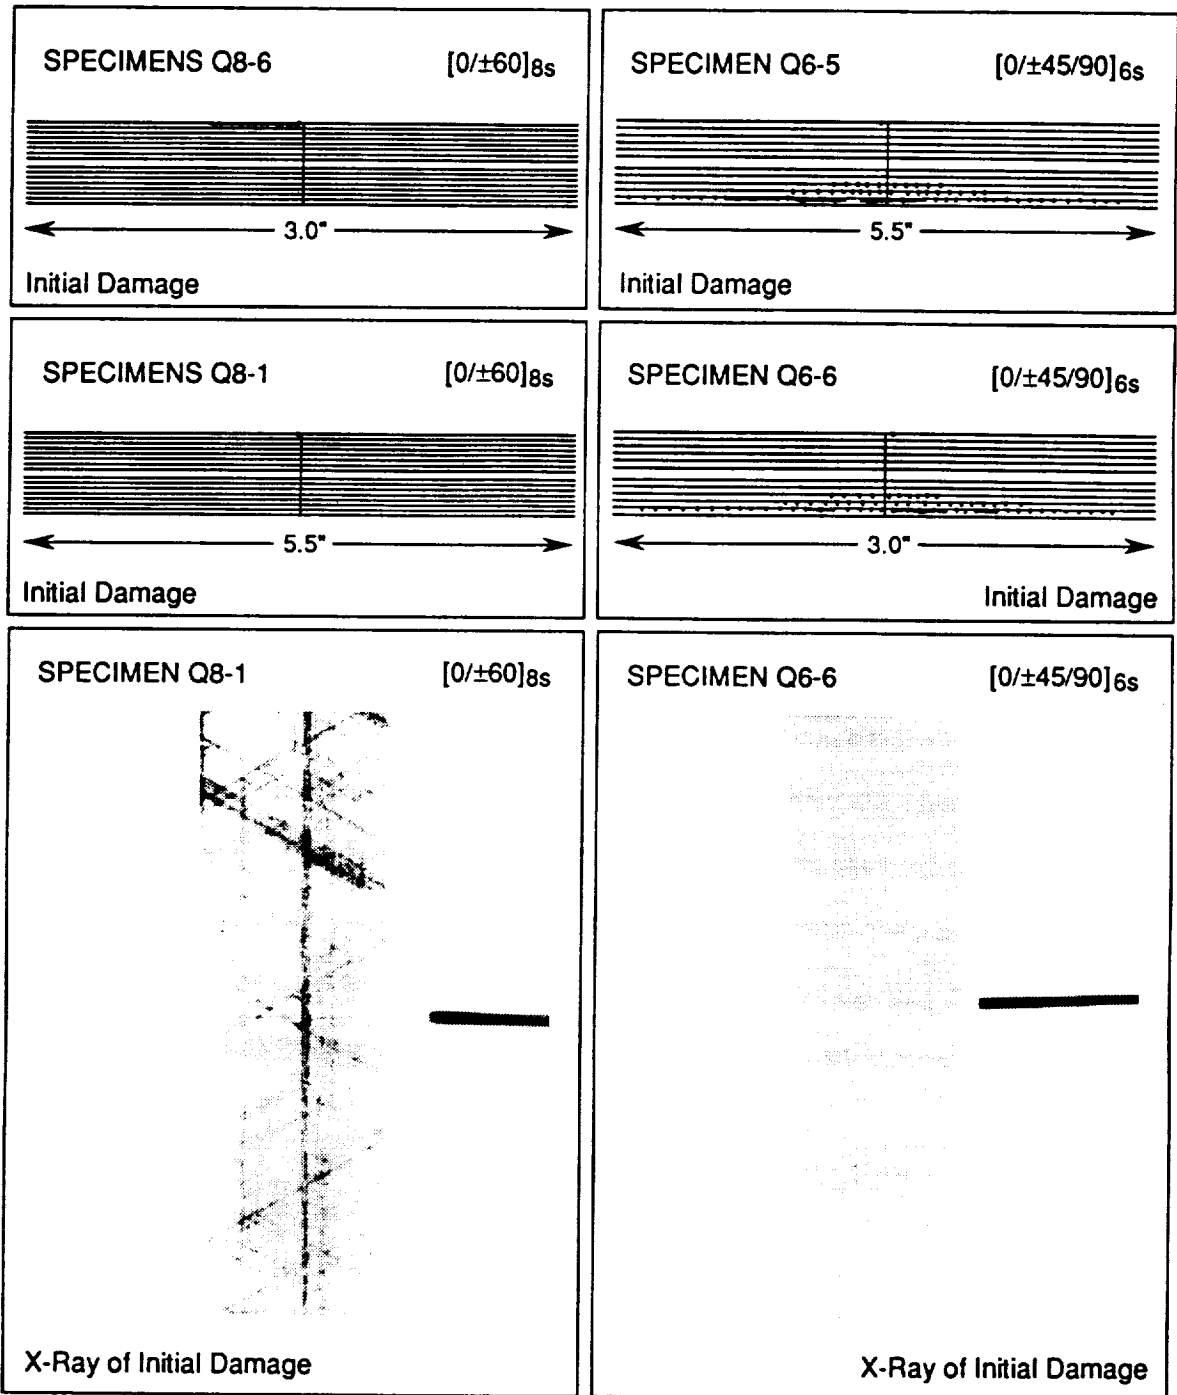 SPECIMENS Q8-6 [0/±60]8s
3.0"
Initial Damage
SPECIMEN Q6-5 [0/±45/90]6s
5.5"
Initial Damage
SPECIMENS Q8-1 [0/±60]8s
5.5"
Initial Damage
SPECIMEN Q6-6 [0/±45/90]6s
3.0"
Initial Damage
SPECIMEN Q8-1 [0/±60]8s
X-Ray of Initial Damage
SPECIMEN Q6-6 [0/±45/90]6s
X-Ray of Initial Damage